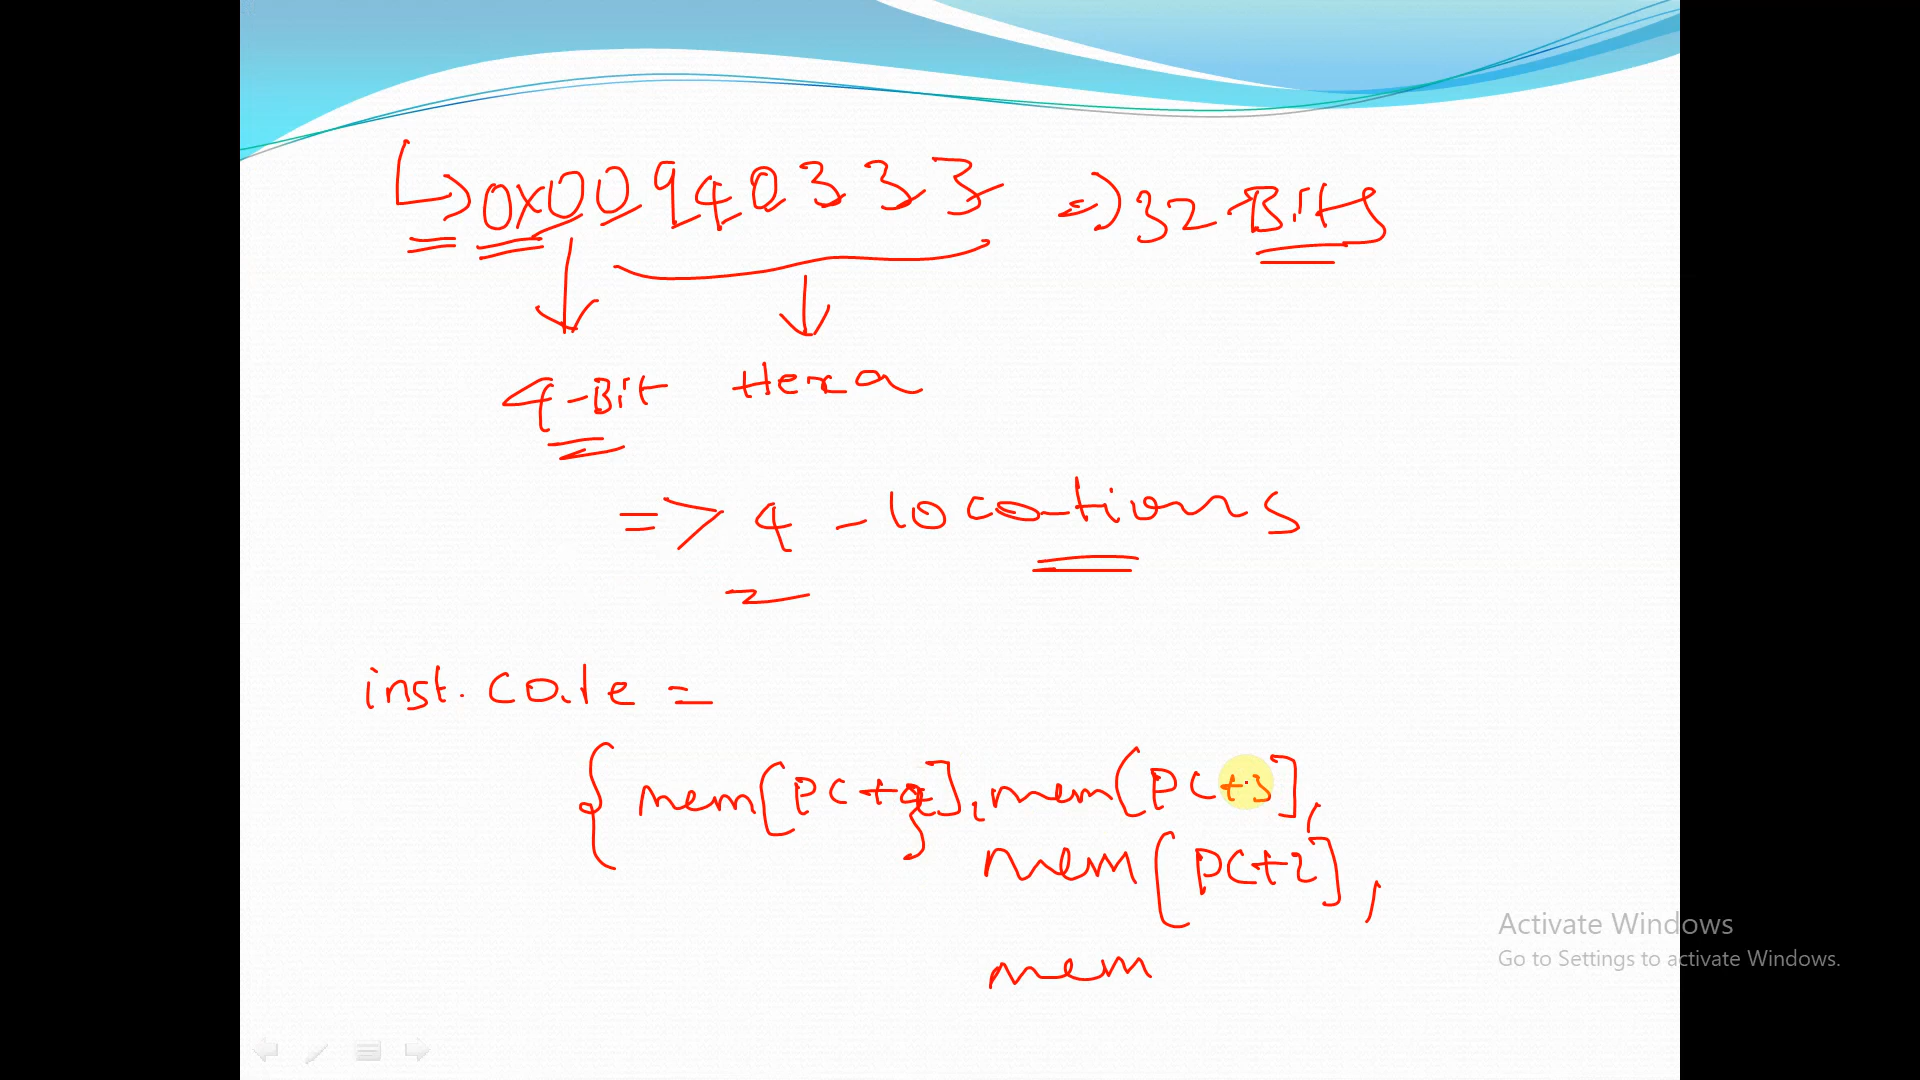 ↳ 0x00940333 => 32-Bits
4-Bit Hexa
=> 4 - locations
inst. code =
{ mem[PC+4], mem[PC+3],
mem[PC+2],
mem
Activate Windows
Go to Settings to activate Windows.